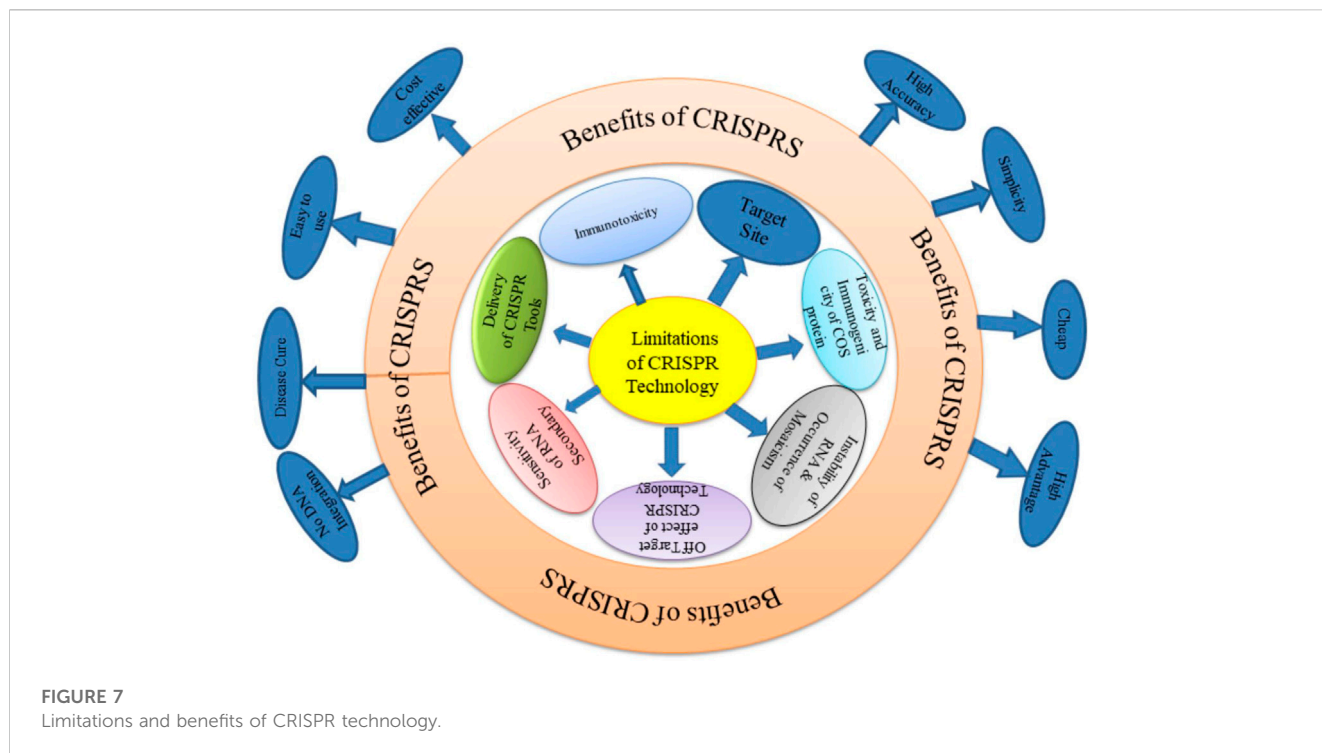 Cost
effective
High
Accuracy
Easy to
use
Simplicity
Disease Cure
Cheap
No DNA
Integration
High
Advantage
Benefits of CRISPRS
Benefits of CRISPRS
Benefits of CRISPRS
Benefits of CRISPRS
Immunotoxicity
Target
Site
Delivery
of CRISPR
Tools
Toxicity and
Immunogeni
city of COS
protein
Limitations
of CRISPR
Technology
Sensitivity
of RNA
Secondary
Instability of
RNA &
Occurrence of
Mosaicism
Off Target
effect of
CRISPR
Technology
FIGURE 7
Limitations and benefits of CRISPR technology.